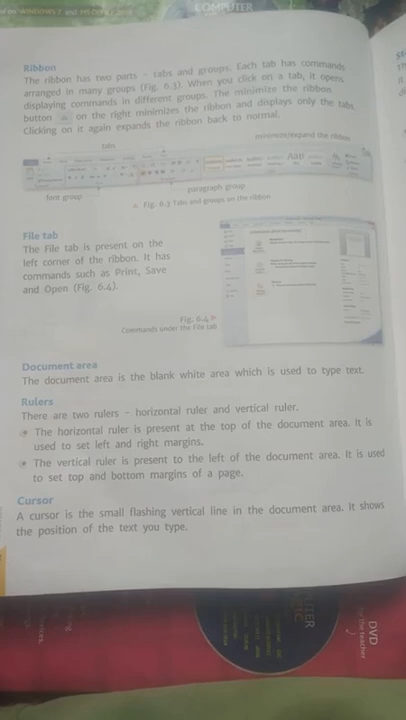 COMPUTER
Ribbon
The ribbon has two parts – tabs and groups. Each tab has commands
arranged in many groups (Fig. 6.3). When you click on a tab, it opens
displaying commands in different groups. The minimize the ribbon
button on the right minimizes the ribbon and displays only the tabs.
Clicking on it again expands the ribbon back to normal.
minimize/expand the ribbon
tabs
font group
paragraph group
Fig. 6.3 Tabs and groups on the ribbon
File tab
The File tab is present on the
left corner of the ribbon. It has
commands such as Print, Save
and Open (Fig. 6.4).
Fig. 6.4
Commands under the File tab
Document area
The document area is the blank white area which is used to type text.
Rulers
There are two rulers – horizontal ruler and vertical ruler.
The horizontal ruler is present at the top of the document area. It is
used to set left and right margins.
The vertical ruler is present to the left of the document area. It is used
to set top and bottom margins of a page.
Cursor
A cursor is the small flashing vertical line in the document area. It shows
the position of the text you type.
DVD
for the teacher